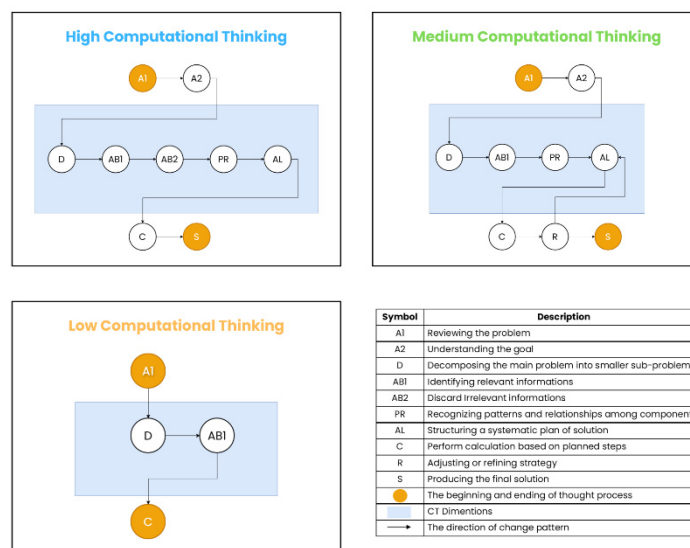 High Computational Thinking
A1
A2
D
AB1
AB2
PR
AL
C
S
Medium Computational Thinking
A1
A2
D
AB1
PR
AL
C
R
S
Low Computational Thinking
A1
D
AB1
C
Symbol Description
A1 Reviewing the problem
A2 Understanding the goal
D Decomposing the main problem into smaller sub-problem
AB1 Identifying relevant informations
AB2 Discard Irrelevant informations
PR Recognizing patterns and relationships among component
AL Structuring a systematic plan of solution
C Perform calculation based on planned steps
R Adjusting or refining strategy
S Producing the final solution
The beginning and ending of thought process
CT Dimentions
The direction of change pattern